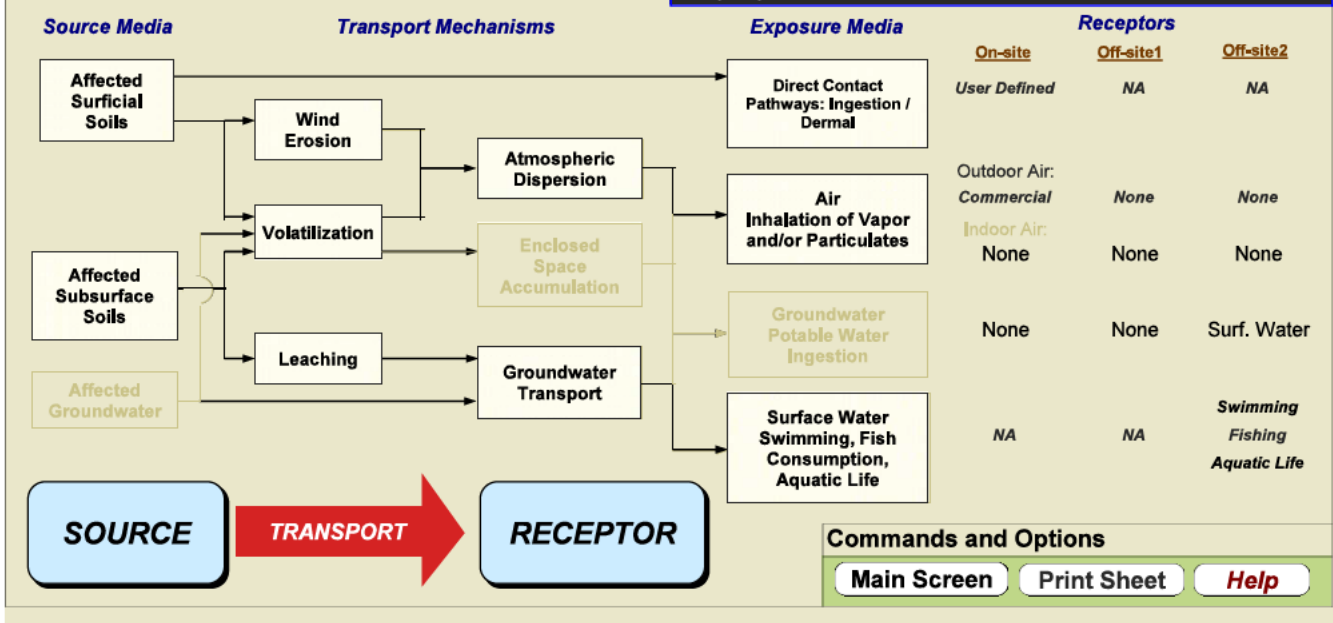 Source Media
Transport Mechanisms
Exposure Media
Receptors
On-site
Off-site1
Off-site2
Affected
Surficial
Soils
Wind
Erosion
Volatilization
Affected
Subsurface
Soils
Leaching
Affected
Groundwater
Atmospheric
Dispersion
Enclosed
Space
Accumulation
Groundwater
Transport
Direct Contact
Pathways: Ingestion /
Dermal
User Defined
NA
NA
Air
Inhalation of Vapor
and/or Particulates
Outdoor Air:
Commercial
None
None
Indoor Air:
None
None
None
Groundwater
Potable Water
Ingestion
None
None
Surf. Water
Surface Water
Swimming, Fish
Consumption,
Aquatic Life
NA
NA
Swimming
Fishing
Aquatic Life
SOURCE
TRANSPORT
RECEPTOR
Commands and Options
Main Screen
Print Sheet
Help